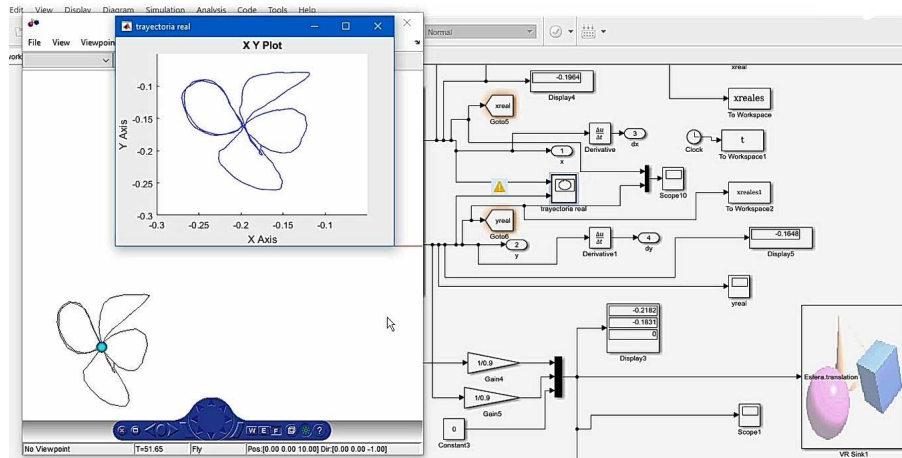 Edit View Display Diagram Simulation Analysis Code Tools Help
File View Viewpoin
trayectoria real
Normal
X Y Plot
Y Axis
-0.1
-0.15
-0.2
-0.25
-0.3
-0.3 -0.25 -0.2 -0.15 -0.1
X Axis
-0.1964
Display4
xreal
xreal
Goto5
xreales
To Workspace
Δu
Δt
Derivative
3
dx
Clock
t
To Workspace1
1
x
trayectoria real
Scope10
xreales1
To Workspace2
yreal
Goto6
2
y
Δu
Δt
Derivative1
4
dy
-0.1648
Display5
yreal
-0.2182
-0.1831
0
Display3
1/0.9
Gain4
1/0.9
Gain5
0
Constant3
Esfera.translation
Scope1
VR Sink1
W E F ?
No Viewpoint T=51.65 Fly Pos:[0.00 0.00 10.00] Dir:[0.00 0.00 -1.00]